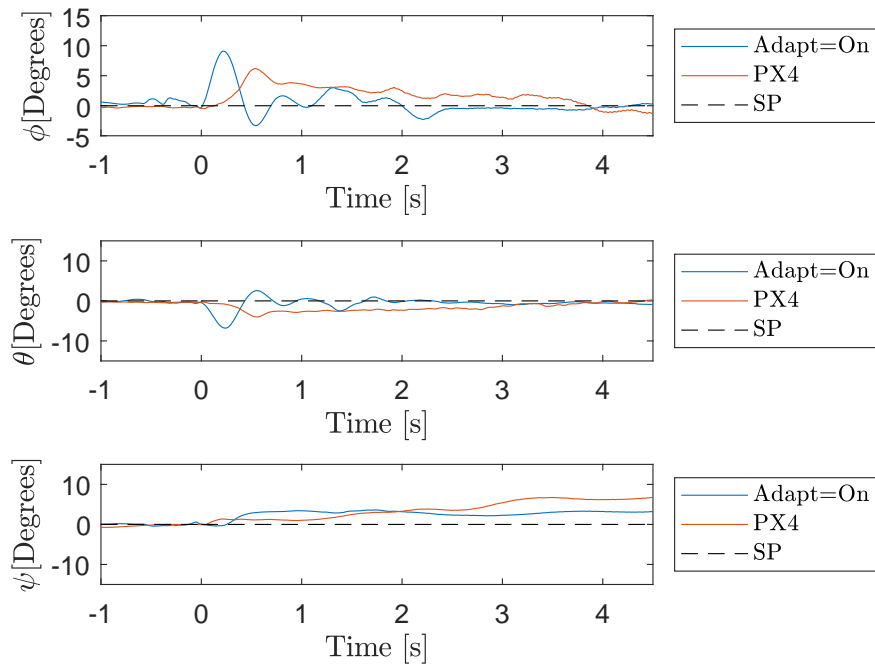 15
10
5
0
-5
ϕ[Degrees]
-1 0 1 2 3 4
Time [s]
Adapt=On
PX4
SP
10
0
-10
θ[Degrees]
-1 0 1 2 3 4
Time [s]
Adapt=On
PX4
SP
10
0
-10
ψ[Degrees]
-1 0 1 2 3 4
Time [s]
Adapt=On
PX4
SP